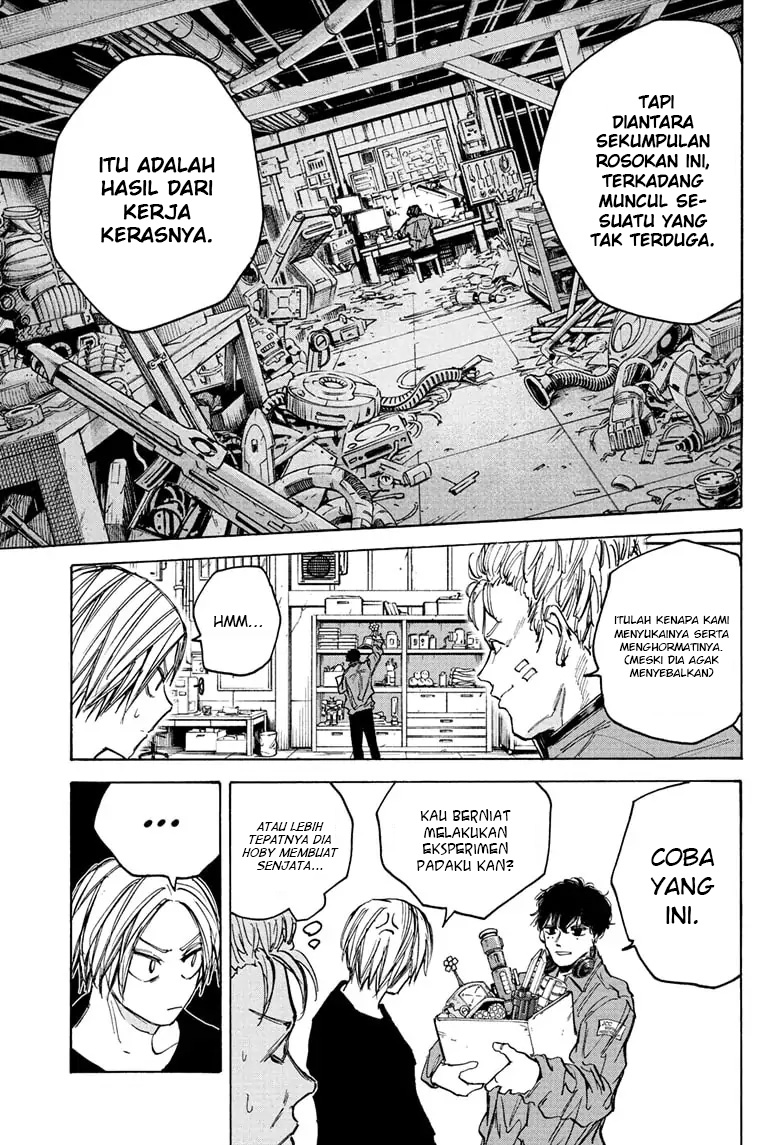 TAPI
DIANTARA
SEKUMPULAN
ROSOKAN INI,
TERKADANG
MUNCUL SE-
SUATU YANG
TAK TERDUGA.
ITU ADALAH
HASIL DARI
KERJA
KERASNYA.
ITULAH KENAPA KAMI
MENYUKAINYA SERTA
MENGHORMATINYA.
(MESKI DIA AGAK
MENYEBALKAN)
HMM...
COBA
YANG
INI.
KAU BERNIAT
MELAKUKAN
EKSPERIMEN
PADAKU KAN?
ATAU LEBIH
TEPATNYA DIA
HOBY MEMBUAT
SENJATA...
...